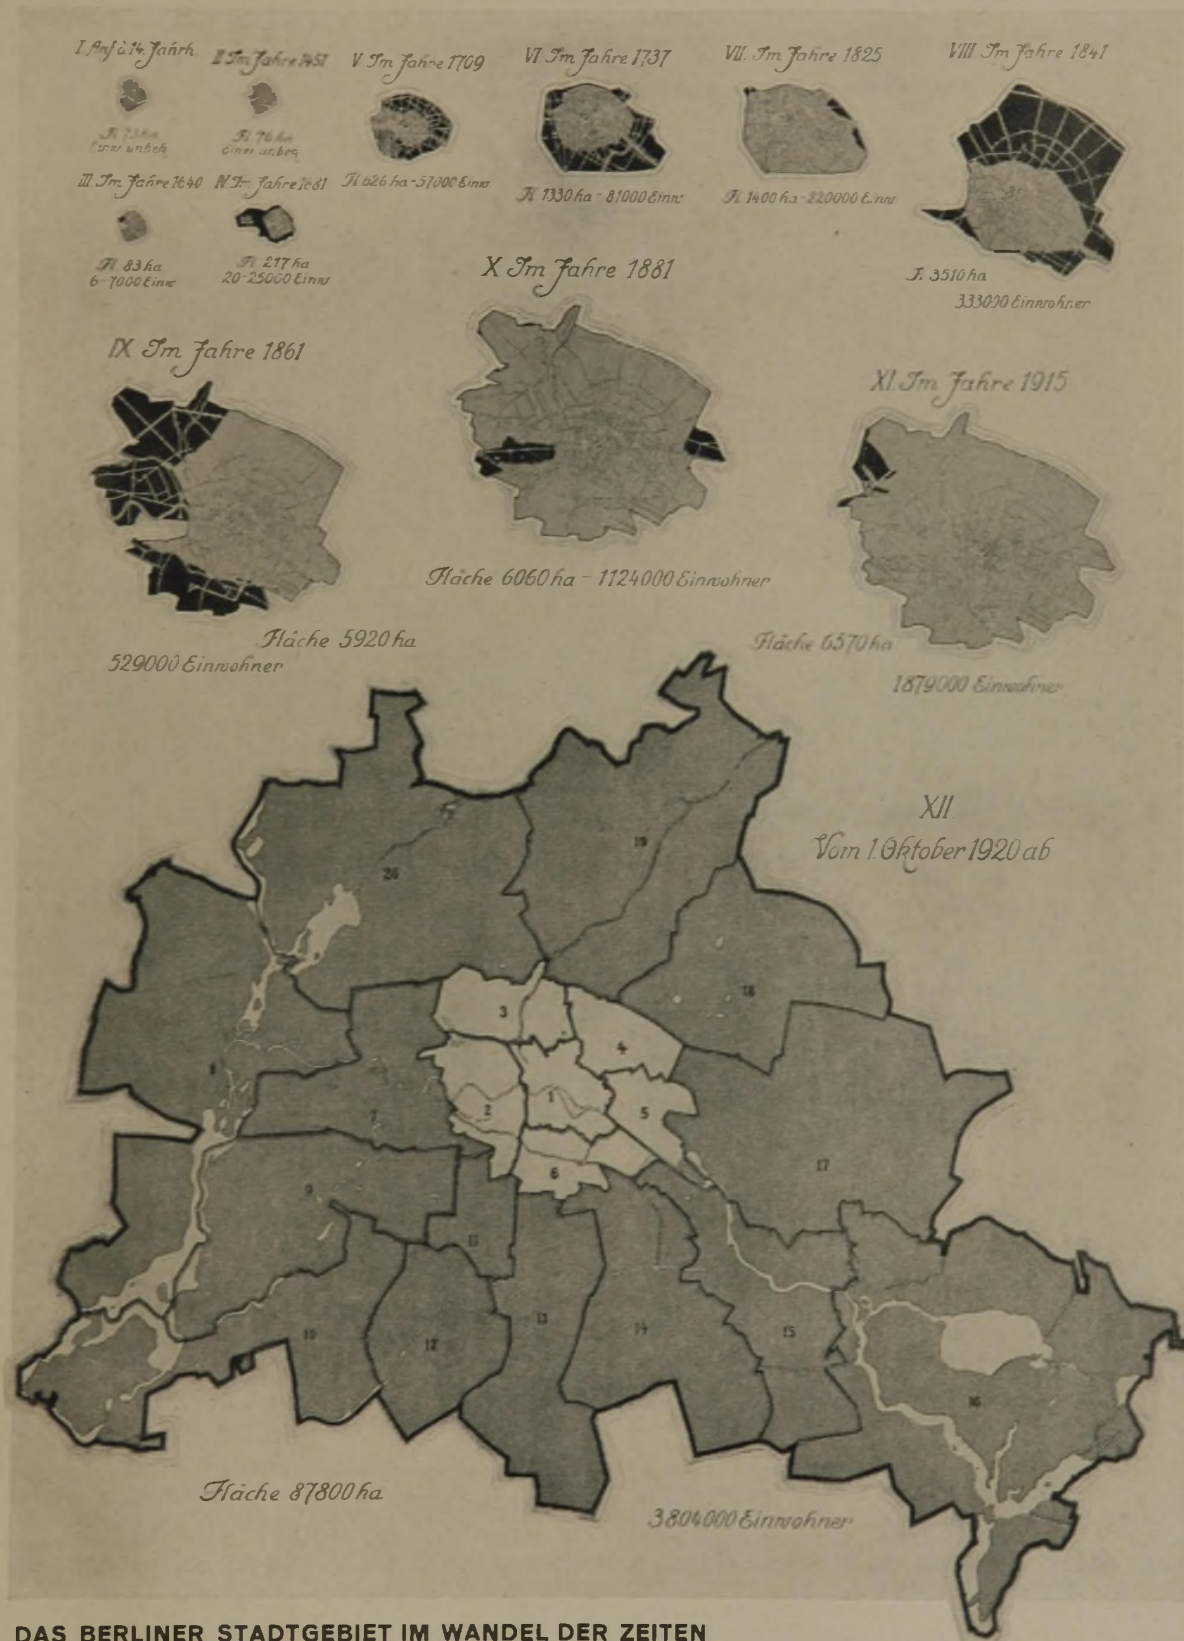 I Anf. d. 14. Jahrh.
II Im Jahre 1451
V Im Jahre 1709
VI Im Jahre 1737
VII. Im Jahre 1825
VIII Im Jahre 1841
Fl.
Fl. 76 ha
III Im Jahre 1640
IV Im Jahre 1681
Fl. 626 ha - 57000 Einw
Fl. 1330 ha - 81000 Einw.
Fl. 1400 ha - 220000 Einw
Fl. 83 ha
6-7000 Einw
Fl. 217 ha
20-25000 Einw
X Im Jahre 1881
F. 3510 ha
333000 Einwohner
IX Im Jahre 1861
XI. Im Jahre 1915
Fläche 6060 ha - 1124000 Einwohner
Fläche 5920 ha
529000 Einwohner
Fläche 6570 ha
1879000 Einwohner
XII
Vom 1. Oktober 1920 ab
19
20
18
3
4
8
1
2
5
7
6
17
9
11
13
14
15
10
12
16
Fläche 87800 ha
3804000 Einwohner
DAS BERLINER STADTGEBIET IM WANDEL DER ZEITEN